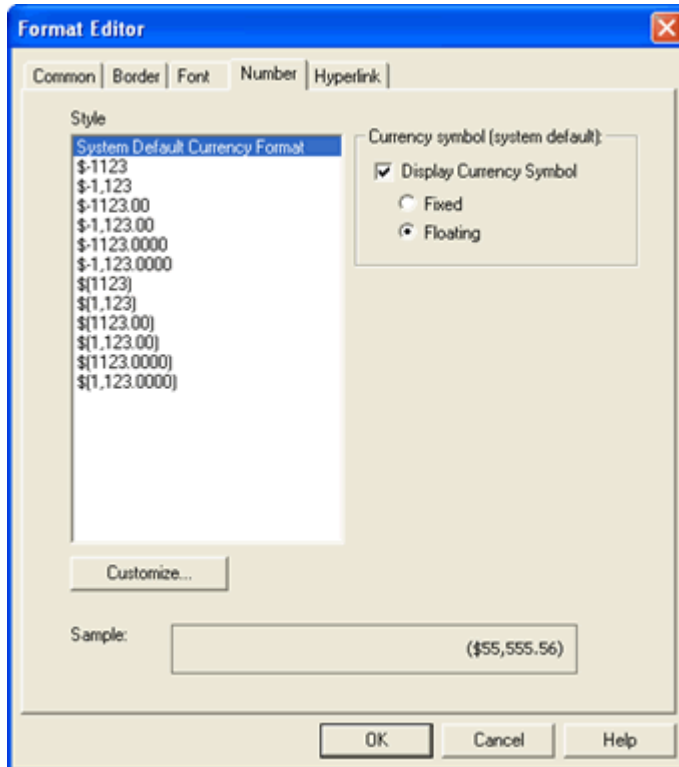 Format Editor
Common Border Font Number Hyperlink
Style
System Default Currency Format
$-1123
$-1,123
$-1123.00
$-1,123.00
$-1123.0000
$-1,123.0000
$(1123)
$(1,123)
$(1123.00)
$(1,123.00)
$(1123.0000)
$(1,123.0000)
Currency symbol (system default):
Display Currency Symbol
Fixed
Floating
Customize...
Sample:
($55,555.56)
OK Cancel Help